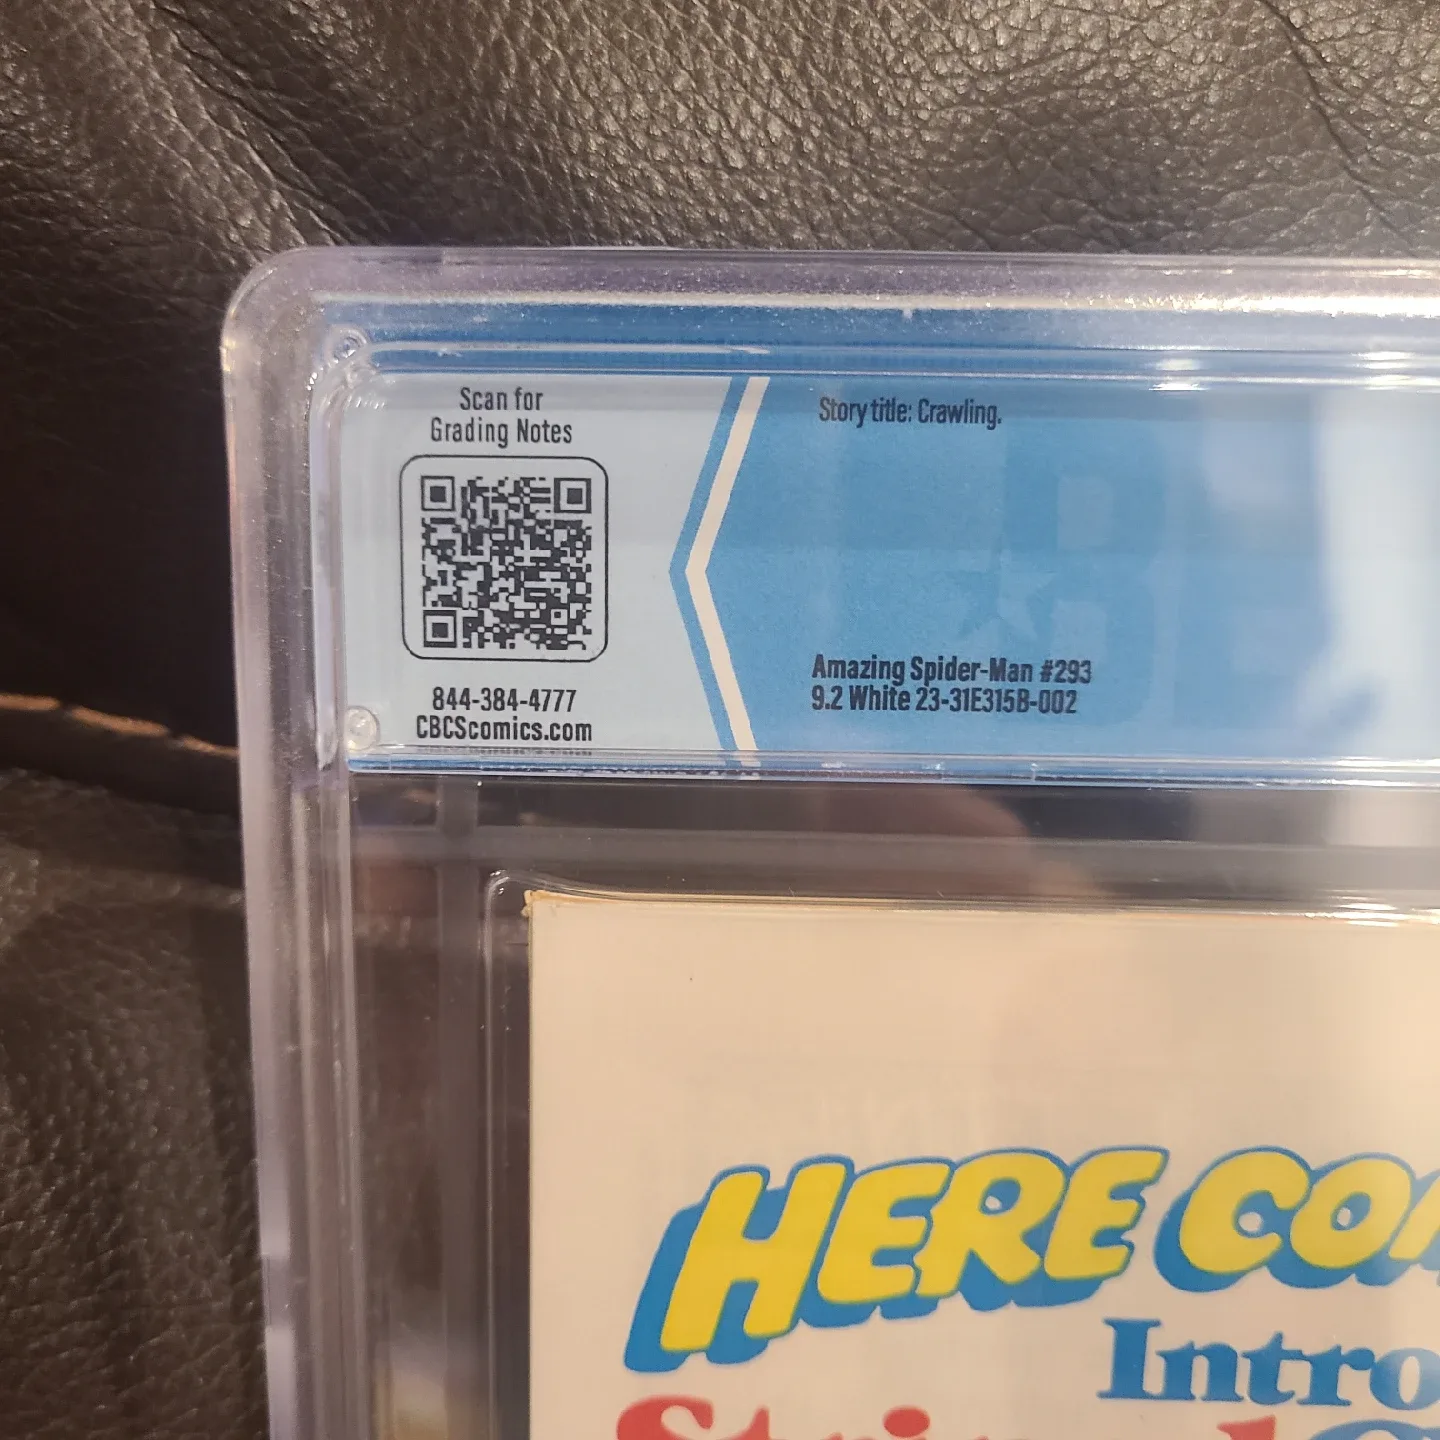 Scan for
Grading Notes
844-384-4777
CBCScomics.com
Story title: Crawling.
Amazing Spider-Man #293
9.2 White 23-31E315B-002
HERE COM
Intro